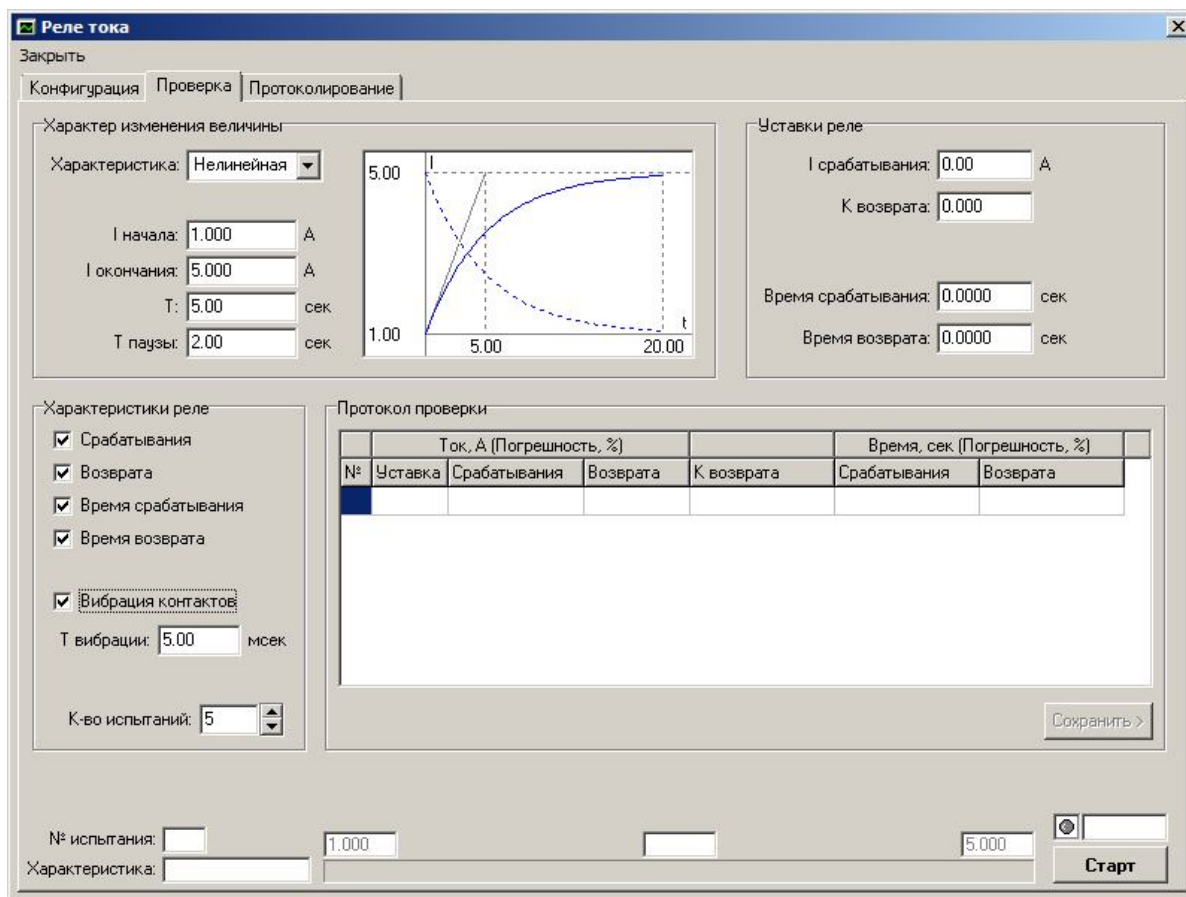 Реле тока
Закрыть
Конфигурация Проверка Протоколирование
Характер изменения величины
Характеристика: Нелинейная
I начала: 1.000 А
I окончания: 5.000 А
T: 5.00 сек
T паузы: 2.00 сек
5.00 I
1.00 5.00 20.00 t
Уставки реле
I срабатывания: 0.00 А
К возврата: 0.000
Время срабатывания: 0.0000 сек
Время возврата: 0.0000 сек
Характеристики реле
Срабатывания
Возврата
Время срабатывания
Время возврата
Вибрация контактов
Т вибрации: 5.00 мсек
К-во испытаний: 5
Протокол проверки
Ток, А (Погрешность, %) Время, сек (Погрешность, %)
№ Уставка Срабатывания Возврата К возврата Срабатывания Возврата
Сохранить >
№ испытания: 1.000 5.000
Характеристика: Старт